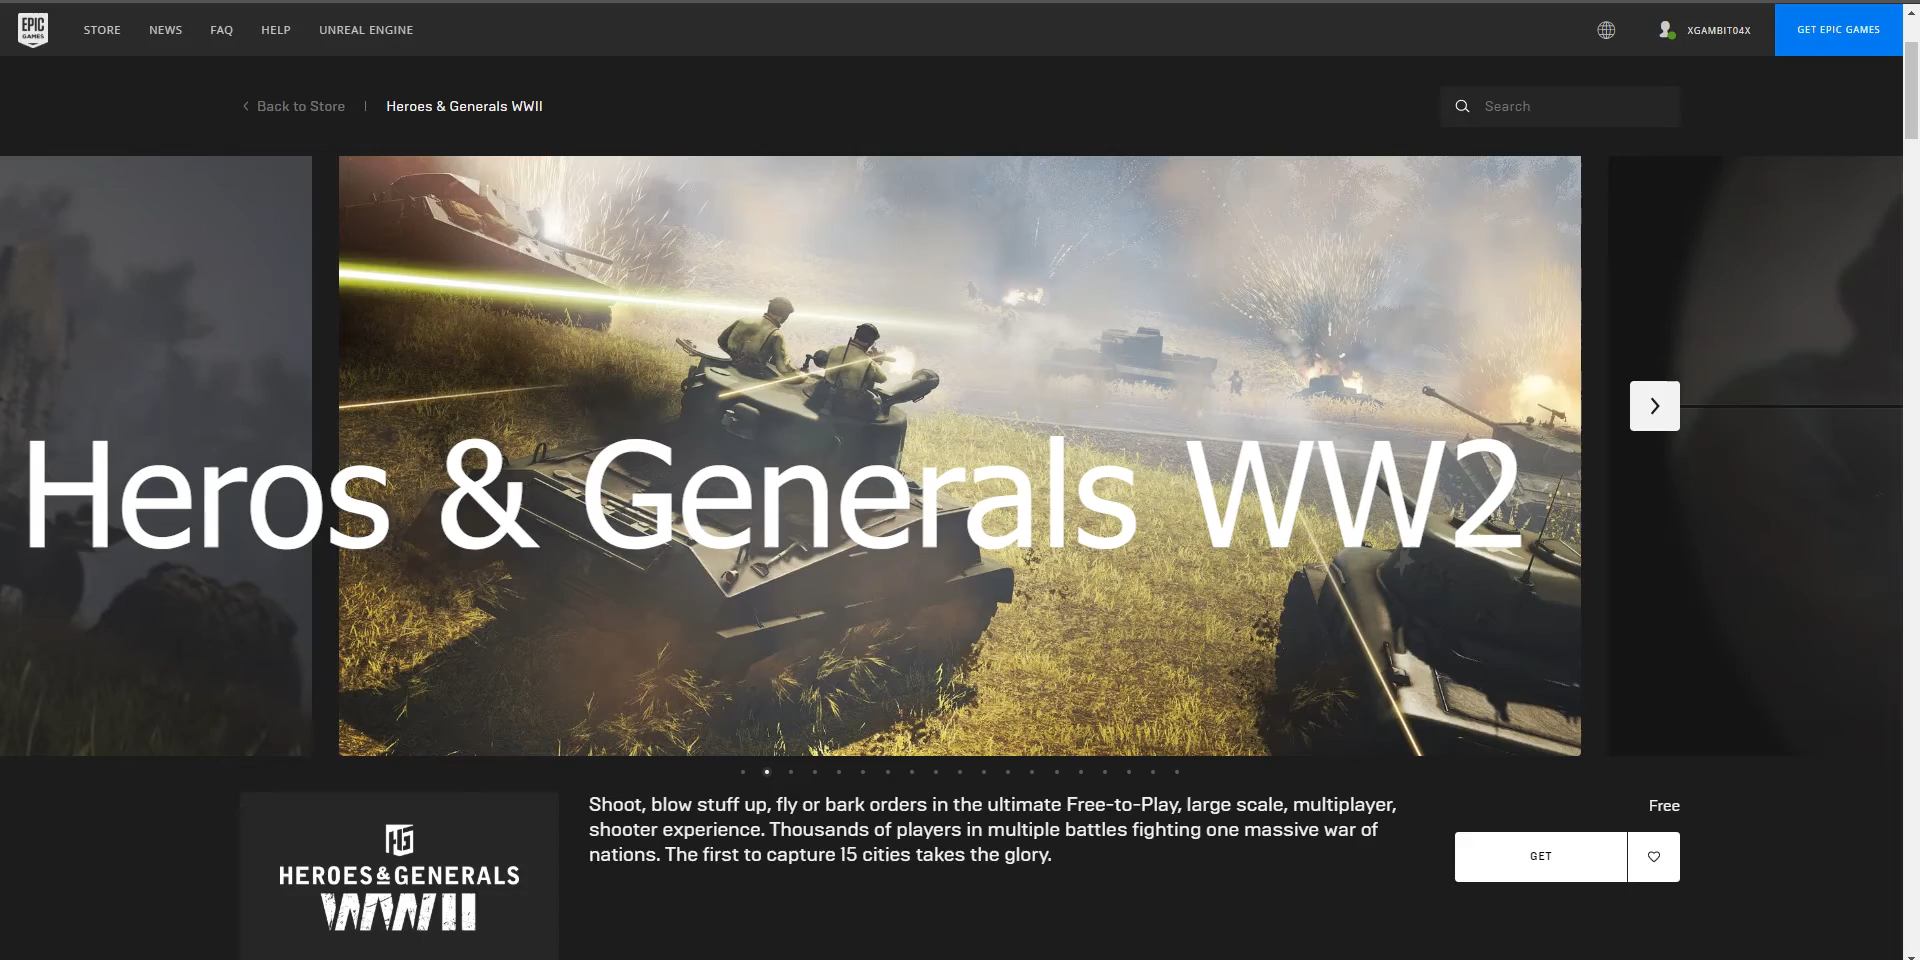 EPIC
GAMES
STORE NEWS FAQ HELP UNREAL ENGINE XGAMBIT04X GET EPIC GAMES
Back to Store | Heroes & Generals WWII Search
Heros & Generals WW2
Shoot, blow stuff up, fly or bark orders in the ultimate Free-to-Play, large scale, multiplayer,
shooter experience. Thousands of players in multiple battles fighting one massive war of
nations. The first to capture 15 cities takes the glory.
Free
GET
HG
HEROES & GENERALS
WWII